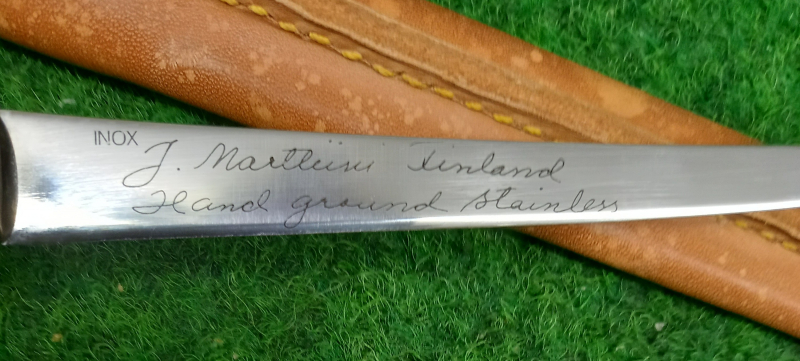 INOX
J. Marttiini Finland
Hand ground Stainless